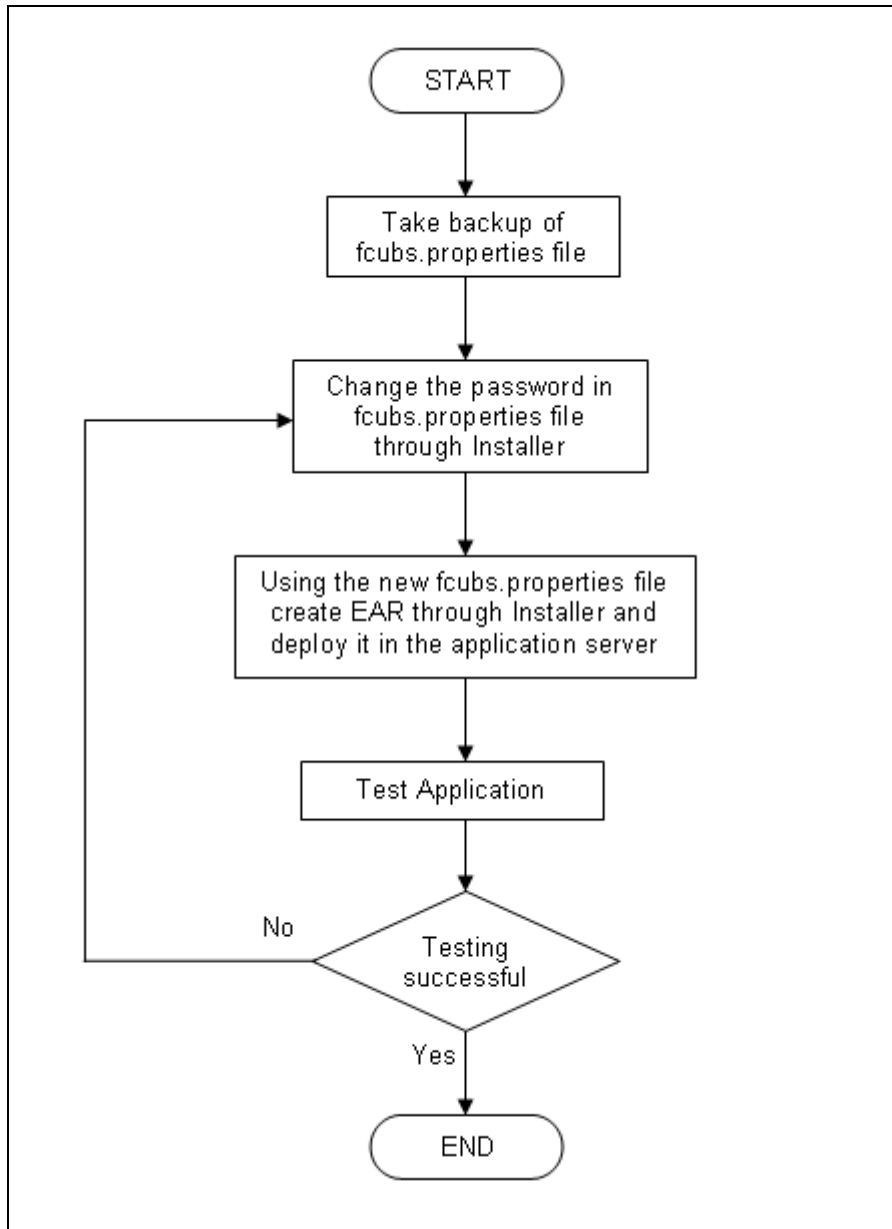 START
Take backup of
fcubs.properties file
Change the password in
fcubs.properties file
through Installer
Using the new fcubs.properties file
create EAR through Installer and
deploy it in the application server
Test Application
No
Testing
successful
Yes
END